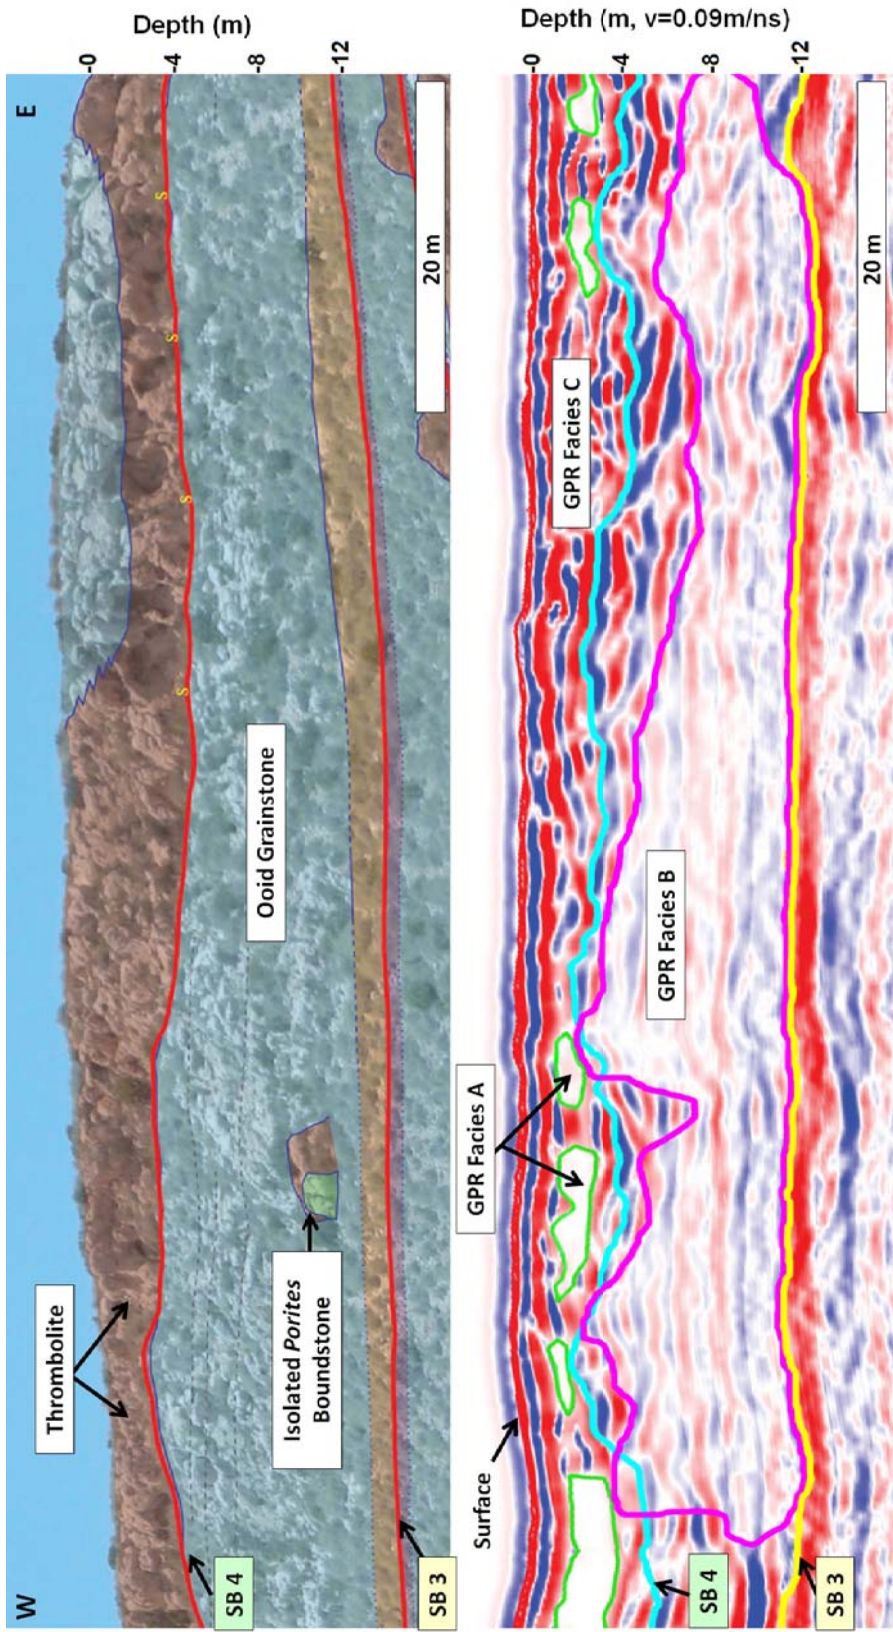 W
E
Depth (m)
-0
-4
-8
-12
Thrombolite
S
S
S
S
Ooid Grainstone
Isolated Porites
Boundstone
SB 4
SB 3
20 m
Depth (m, v=0.09m/ns)
-0
-4
-8
-12
Surface
GPR Facies A
GPR Facies C
GPR Facies B
SB 4
SB 3
20 m